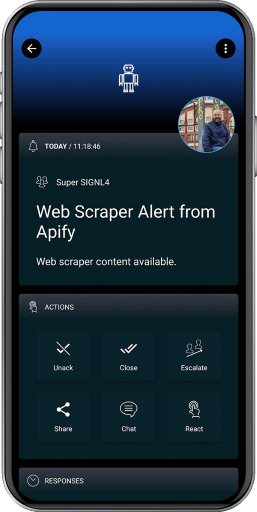 TODAY / 11:18:46
Super SIGNL4
Web Scraper Alert from
Apify
Web scraper content available.
ACTIONS
Unack
Close
Escalate
Share
Chat
React
RESPONSES